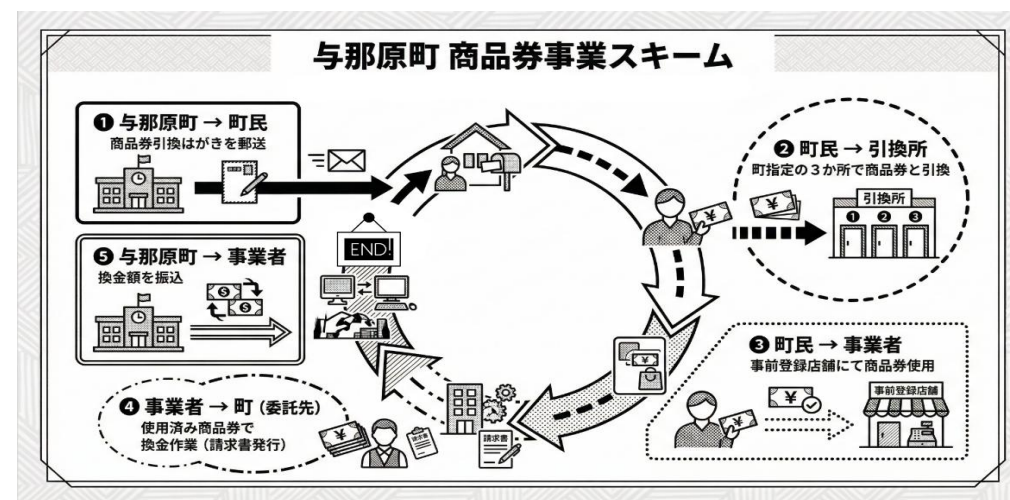 与那原町 商品券事業スキーム
❶ 与那原町 → 町民
商品券引換はがきを郵送
❷ 町民 → 引換所
町指定の3か所で商品券と引換
¥
¥
引換所
❶ ❷ ❸
END!
❺ 与那原町 → 事業者
換金額を振込
$
$
¥
❸ 町民 → 事業者
事前登録店舗にて商品券使用
¥
¥
事前登録店舗
❹ 事業者 → 町 (委託先)
使用済み商品券で
換金作業 (請求書発行)
¥
請求書
請求書